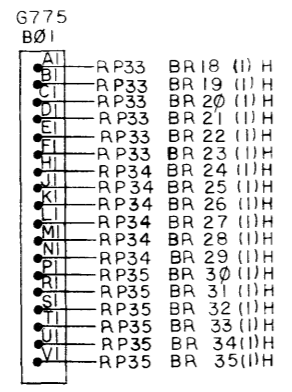 G775
BØ1
A1 RP33 BR18 (1) H
B1 RP33 BR 19 (1) H
C1 RP33 BR 2Ø (1) H
D1 RP33 BR 21 (1) H
E1 RP33 BR 22 (1) H
F1 RP33 BR 23 (1) H
H1 RP34 BR 24 (1) H
J1 RP34 BR 25 (1) H
K1 RP34 BR 26 (1) H
L1 RP34 BR 27 (1) H
M1 RP34 BR 28 (1) H
N1 RP34 BR 29 (1) H
P1 RP35 BR 3Ø (1) H
R1 RP35 BR 31 (1) H
S1 RP35 BR 32 (1) H
T1 RP35 BR 33 (1) H
U1 RP35 BR 34(1) H
V1 RP35 BR 35(1) H